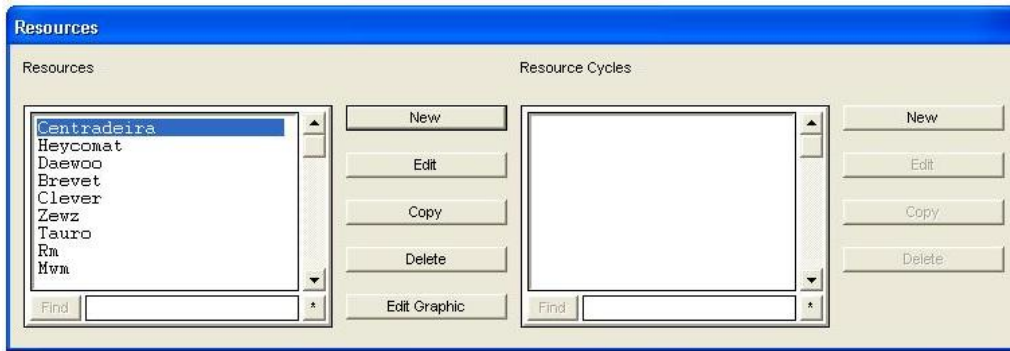 Resources
Resources
Centradeira
Heycomat
Daewoo
Brevet
Clever
Zewz
Tauro
Rm
Mwm
Find
*
New
Edit
Copy
Delete
Edit Graphic
Resource Cycles
Find
*
New
Edit
Copy
Delete